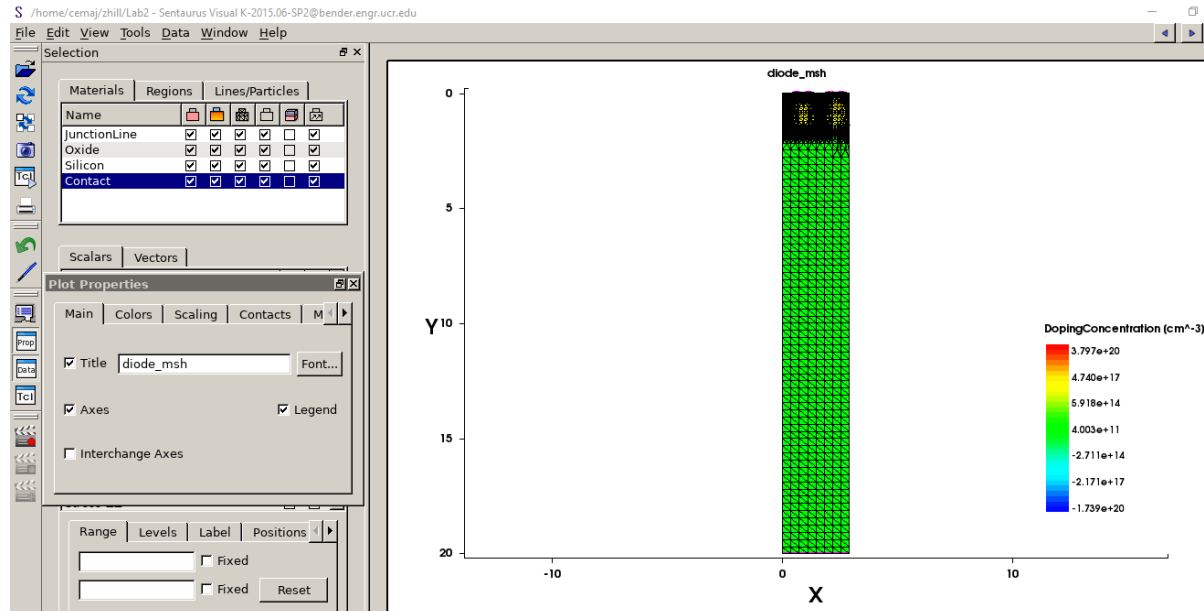 S /home/cemaj/zhill/Lab2 - Sentaurus Visual K-2015.06-SP2@bender.engr.ucr.edu
File Edit View Tools Data Window Help
Selection
Materials Regions Lines/Particles
Name
JunctionLine
Oxide
Silicon
Contact
Scalars Vectors
Plot Properties
Main Colors Scaling Contacts M
Title diode_msh Font...
Axes Legend
Interchange Axes
Range Levels Label Positions
Fixed
Fixed Reset
Tcl
Prop
Data
Tcl
diode_msh
0
5
Y 10
15
20
-10 0 10
X
DopingConcentration (cm^-3)
3.797e+20
4.740e+17
5.918e+14
4.003e+11
-2.711e+14
-2.171e+17
-1.739e+20